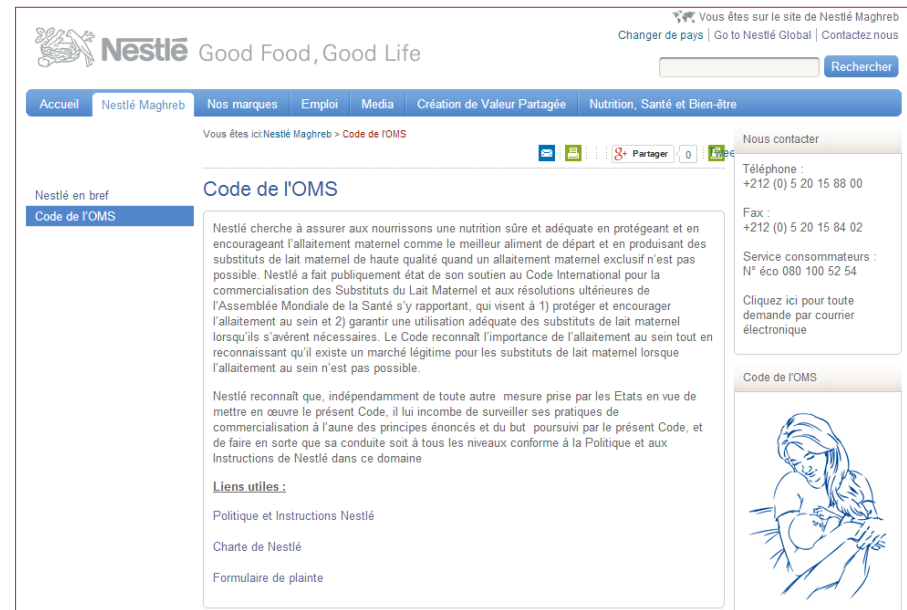 Vous êtes sur le site de Nestlé Maghreb
Changer de pays | Go to Nestlé Global | Contactez nous
Nestlé Good Food, Good Life
Rechercher
Accueil Nestlé Maghreb Nos marques Emploi Media Création de Valeur Partagée Nutrition, Santé et Bien-être
Vous êtes ici:Nestlé Maghreb > Code de l'OMS
Partager 0
Nestlé en bref
Code de l'OMS
Code de l'OMS
Nestlé cherche à assurer aux nourrissons une nutrition sûre et adéquate en protégeant et en
encourageant l'allaitement maternel comme le meilleur aliment de départ et en produisant des
substituts de lait maternel de haute qualité quand un allaitement maternel exclusif n'est pas
possible. Nestlé a fait publiquement état de son soutien au Code International pour la
commercialisation des Substituts du Lait Maternel et aux résolutions ultérieures de
l'Assemblée Mondiale de la Santé s'y rapportant, qui visent à 1) protéger et encourager
l'allaitement au sein et 2) garantir une utilisation adéquate des substituts de lait maternel
lorsqu'ils s'avèrent nécessaires. Le Code reconnaît l'importance de l'allaitement au sein tout en
reconnaissant qu'il existe un marché légitime pour les substituts de lait maternel lorsque
l'allaitement au sein n'est pas possible.
Nestlé reconnaît que, indépendamment de toute autre mesure prise par les Etats en vue de
mettre en œuvre le présent Code, il lui incombe de surveiller ses pratiques de
commercialisation à l'aune des principes énoncés et du but poursuivi par le présent Code, et
de faire en sorte que sa conduite soit à tous les niveaux conforme à la Politique et aux
Instructions de Nestlé dans ce domaine
Liens utiles :
Politique et Instructions Nestlé
Charte de Nestlé
Formulaire de plainte
Nous contacter
Téléphone :
+212 (0) 5 20 15 88 00
Fax :
+212 (0) 5 20 15 84 02
Service consommateurs :
N° éco 080 100 52 54
Cliquez ici pour toute
demande par courrier
électronique
Code de l'OMS